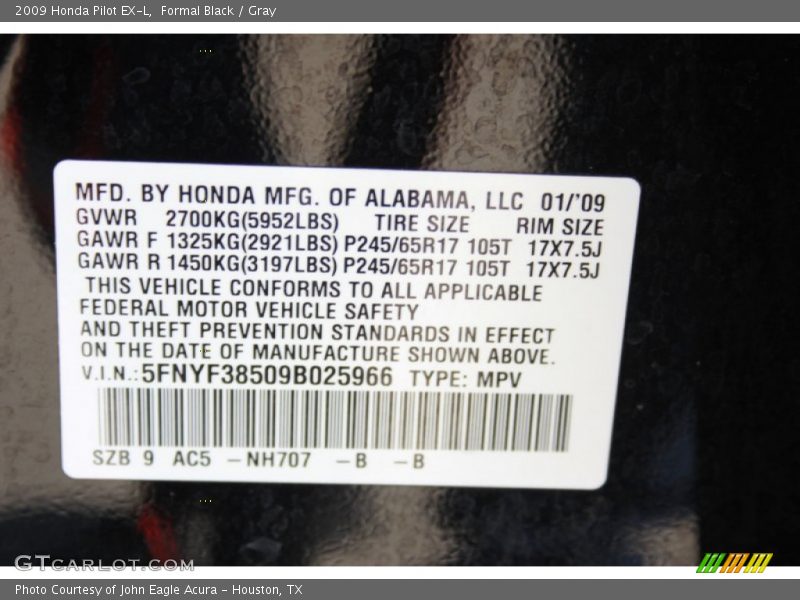 2009 Honda Pilot EX-L,  Formal Black / Gray
MFD. BY HONDA MFG. OF ALABAMA, LLC 01/'09
GVWR 2700KG(5952LBS) TIRE SIZE RIM SIZE
GAWR F 1325KG(2921LBS) P245/65R17 105T 17X7.5J
GAWR R 1450KG(3197LBS) P245/65R17 105T 17X7.5J
THIS VEHICLE CONFORMS TO ALL APPLICABLE
FEDERAL MOTOR VEHICLE SAFETY
AND THEFT PREVENTION STANDARDS IN EFFECT
ON THE DATE OF MANUFACTURE SHOWN ABOVE.
V.I.N.:5FNYF38509B025966 TYPE: MPV
SZB 9 AC5 -NH707 -B -B
GTCARLOT.COM
Photo Courtesy of John Eagle Acura - Houston, TX